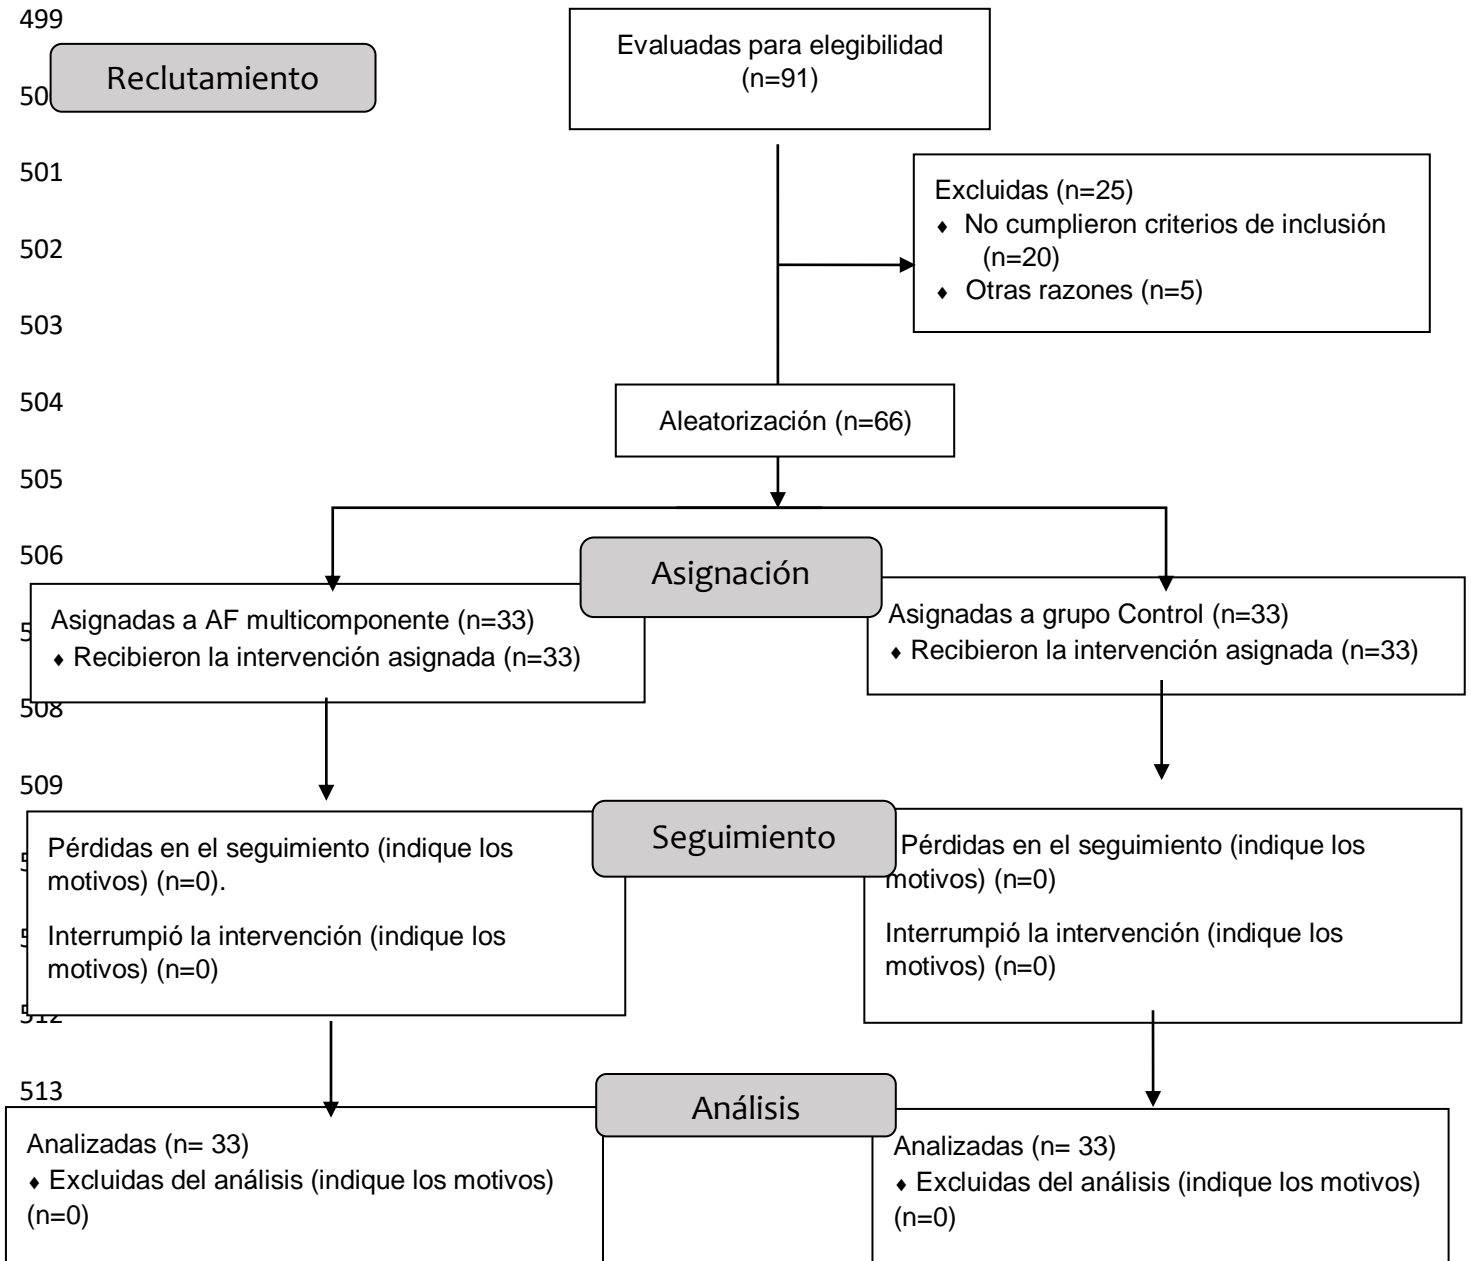 499
Evaluadas para elegibilidad
(n=91)
Reclutamiento
50
501
Excluidas (n=25)
♦ No cumplieron criterios de inclusión
(n=20)
♦ Otras razones (n=5)
502
503
504
Aleatorización (n=66)
505
506
Asignación
Asignadas a AF multicomponente (n=33)
♦ Recibieron la intervención asignada (n=33)
Asignadas a grupo Control (n=33)
♦ Recibieron la intervención asignada (n=33)
508
509
Seguimiento
Pérdidas en el seguimiento (indique los
motivos) (n=0).
Interrumpió la intervención (indique los
motivos) (n=0)
Pérdidas en el seguimiento (indique los
motivos) (n=0)
Interrumpió la intervención (indique los
motivos) (n=0)
512
513
Análisis
Analizadas (n= 33)
♦ Excluidas del análisis (indique los motivos)
(n=0)
Analizadas (n= 33)
♦ Excluidas del análisis (indique los motivos)
(n=0)